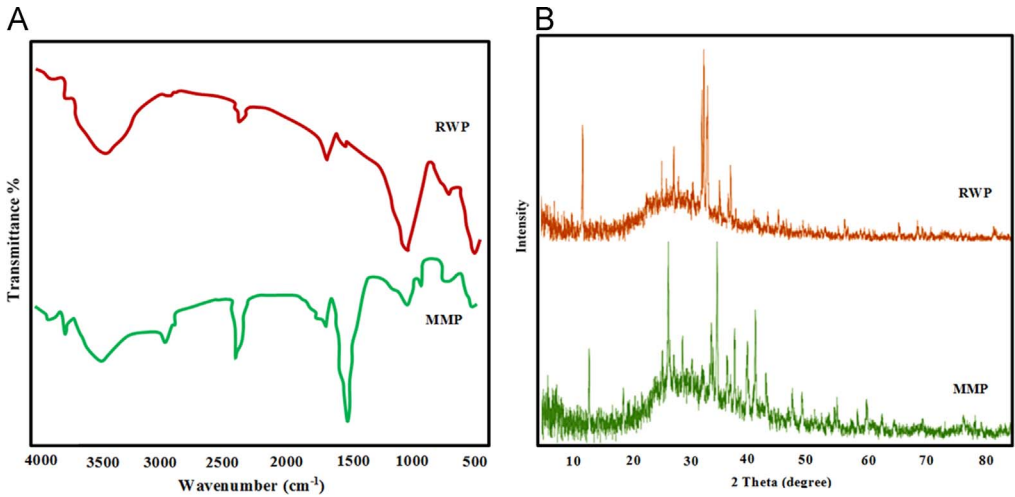 A
B
RWP
MMP
Transmittance %
4000 3500 3000 2500 2000 1500 1000 500
Wavenumber (cm-1)
RWP
MMP
Intensity
10 20 30 40 50 60 70 80
2 Theta (degree)